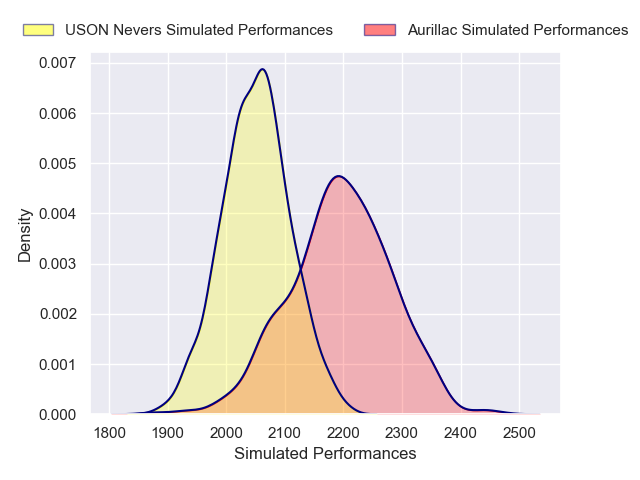 USON Nevers Simulated Performances
Aurillac Simulated Performances
0.007
0.006
0.005
0.004
0.003
0.002
0.001
0.000
Density
1800 1900 2000 2100 2200 2300 2400 2500
Simulated Performances